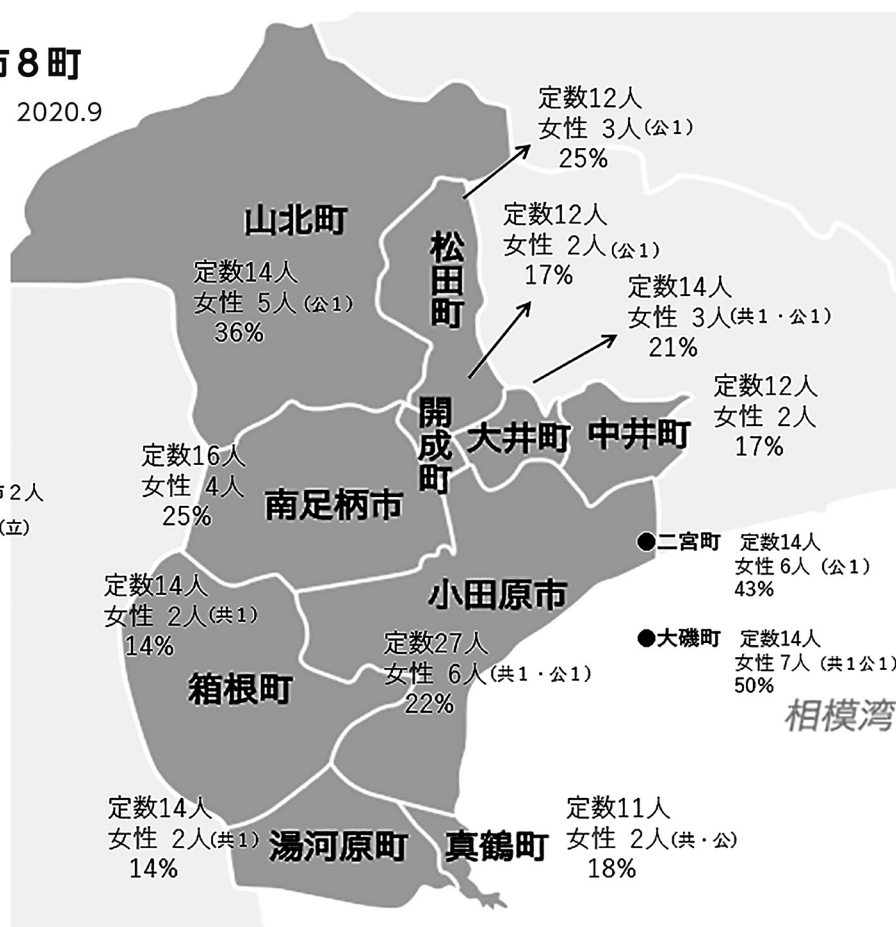 市8町
2020.9
定数12人
女性 3人(公1)
25%
定数12人
女性 2人(公1)
17%
山北町
定数14人
女性 5人(公1)
36%
松田町
定数14人
女性 3人(共1・公1)
21%
定数12人
女性 2人
17%
開成町
大井町
中井町
定数16人
女性 4人
25%
南足柄市
市2人
(立)
二宮町
定数14人
女性6人(公1)
43%
定数14人
女性 2人(共1)
14%
小田原市
定数27人
女性 6人(共1・公1)
22%
大磯町
定数14人
女性7人(共1公1)
50%
箱根町
相模湾
定数14人
女性 2人(共1)
14%
湯河原町
真鶴町
定数11人
女性 2人(共・公)
18%